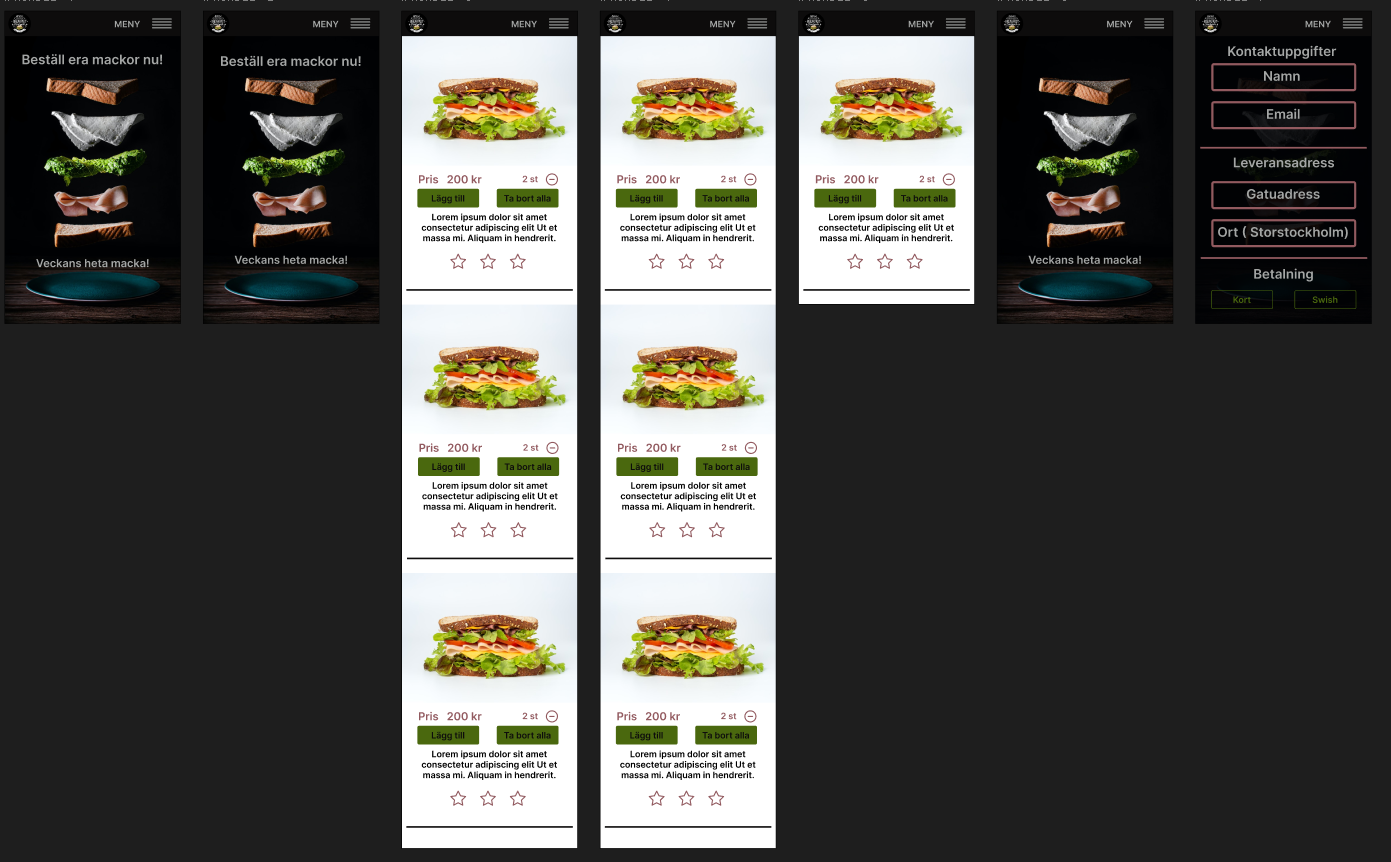 MENY
Beställ era mackor nu!
Veckans heta macka!
MENY
Beställ era mackor nu!
Veckans heta macka!
MENY
Pris 200 kr 2 st
Lägg till Ta bort alla
Lorem ipsum dolor sit amet
consectetur adipiscing elit Ut et
massa mi. Aliquam in hendrerit.
Pris 200 kr 2 st
Lägg till Ta bort alla
Lorem ipsum dolor sit amet
consectetur adipiscing elit Ut et
massa mi. Aliquam in hendrerit.
Pris 200 kr 2 st
Lägg till Ta bort alla
Lorem ipsum dolor sit amet
consectetur adipiscing elit Ut et
massa mi. Aliquam in hendrerit.
MENY
Pris 200 kr 2 st
Lägg till Ta bort alla
Lorem ipsum dolor sit amet
consectetur adipiscing elit Ut et
massa mi. Aliquam in hendrerit.
Pris 200 kr 2 st
Lägg till Ta bort alla
Lorem ipsum dolor sit amet
consectetur adipiscing elit Ut et
massa mi. Aliquam in hendrerit.
Pris 200 kr 2 st
Lägg till Ta bort alla
Lorem ipsum dolor sit amet
consectetur adipiscing elit Ut et
massa mi. Aliquam in hendrerit.
MENY
Pris 200 kr 2 st
Lägg till Ta bort alla
Lorem ipsum dolor sit amet
consectetur adipiscing elit Ut et
massa mi. Aliquam in hendrerit.
MENY
Veckans heta macka!
MENY
Kontaktuppgifter
Namn
Email
Leveransadress
Gatuadress
Ort ( Storstockholm)
Betalning
Kort Swish